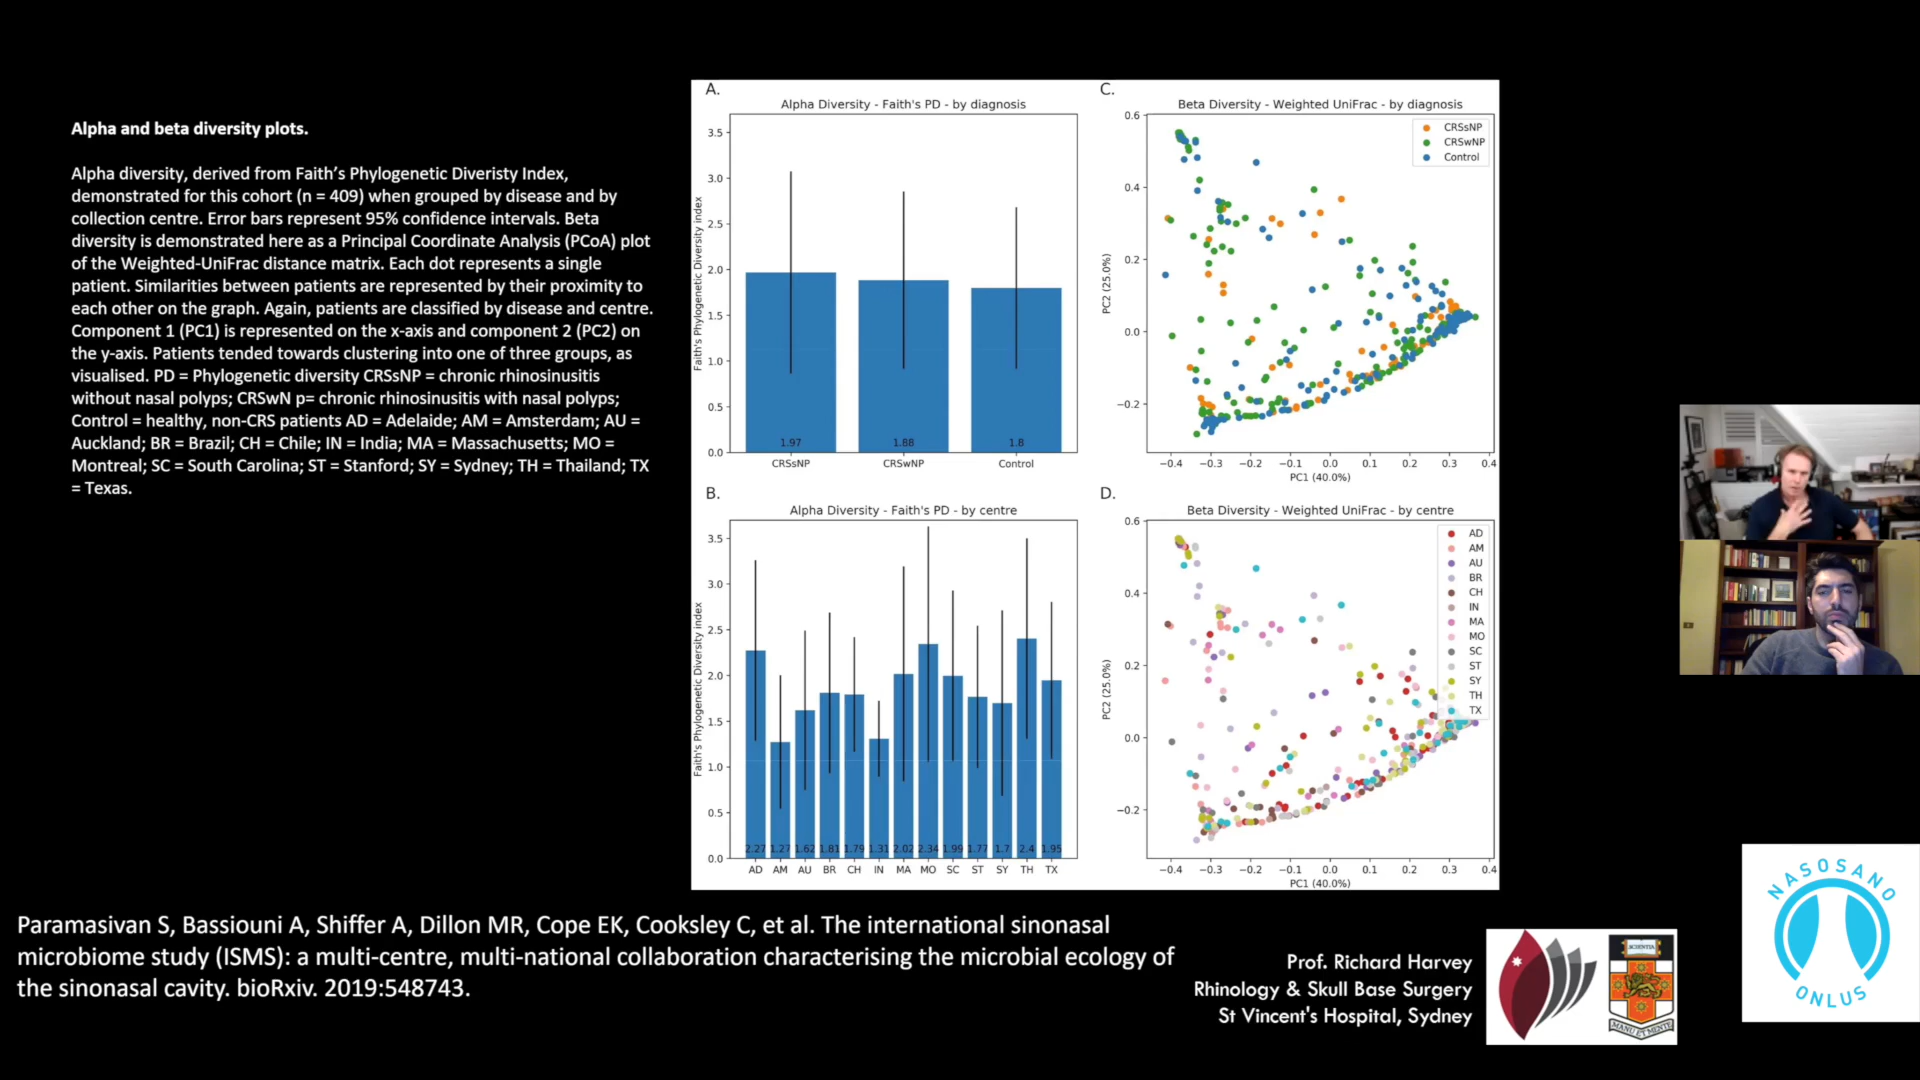 Alpha and beta diversity plots.
Alpha diversity, derived from Faith's Phylogenetic Diveristy Index,
demonstrated for this cohort (n = 409) when grouped by disease and by
collection centre. Error bars represent 95% confidence intervals. Beta
diversity is demonstrated here as a Principal Coordinate Analysis (PCoA) plot
of the Weighted-UniFrac distance matrix. Each dot represents a single
patient. Similarities between patients are represented by their proximity to
each other on the graph. Again, patients are classified by disease and centre.
Component 1 (PC1) is represented on the x-axis and component 2 (PC2) on
the y-axis. Patients tended towards clustering into one of three groups, as
visualised. PD = Phylogenetic diversity CRSsNP = chronic rhinosinusitis
without nasal polyps; CRSwN p= chronic rhinosinusitis with nasal polyps;
Control = healthy, non-CRS patients AD = Adelaide; AM = Amsterdam; AU =
Auckland; BR = Brazil; CH = Chile; IN = India; MA = Massachusetts; MO =
Montreal; SC = South Carolina; ST = Stanford; SY = Sydney; TH = Thailand; TX
= Texas.
A.
Alpha Diversity - Faith's PD - by diagnosis
Faith's Phylogenetic Diversity index
3.5
3.0
2.5
2.0
1.5
1.0
0.5
0.0
1.97 1.88 1.8
CRSsNP CRSwNP Control
C.
Beta Diversity - Weighted UniFrac - by diagnosis
CRSsNP
CRSwNP
Control
PC2 (25.0%)
0.6
0.4
0.2
0.0
−0.2
−0.4 −0.3 −0.2 −0.1 0.0 0.1 0.2 0.3 0.4
PC1 (40.0%)
B.
Alpha Diversity - Faith's PD - by centre
Faith's Phylogenetic Diversity index
3.5
3.0
2.5
2.0
1.5
1.0
0.5
0.0
2.27 1.27 1.62 1.81 1.79 1.31 2.02 2.34 1.99 1.77 1.7 2.4 1.95
AD AM AU BR CH IN MA MO SC ST SY TH TX
D.
Beta Diversity - Weighted UniFrac - by centre
AD
AM
AU
BR
CH
IN
MA
MO
SC
ST
SY
TH
TX
PC2 (25.0%)
0.6
0.4
0.2
0.0
−0.2
−0.4 −0.3 −0.2 −0.1 0.0 0.1 0.2 0.3 0.4
PC1 (40.0%)
Paramasivan S, Bassiouni A, Shiffer A, Dillon MR, Cope EK, Cooksley C, et al. The international sinonasal
microbiome study (ISMS): a multi-centre, multi-national collaboration characterising the microbial ecology of
the sinonasal cavity. bioRxiv. 2019:548743.
Prof. Richard Harvey
Rhinology & Skull Base Surgery
St Vincent's Hospital, Sydney
SCIENTIA
MANU ET MENTE
NASOSANO
ONLUS